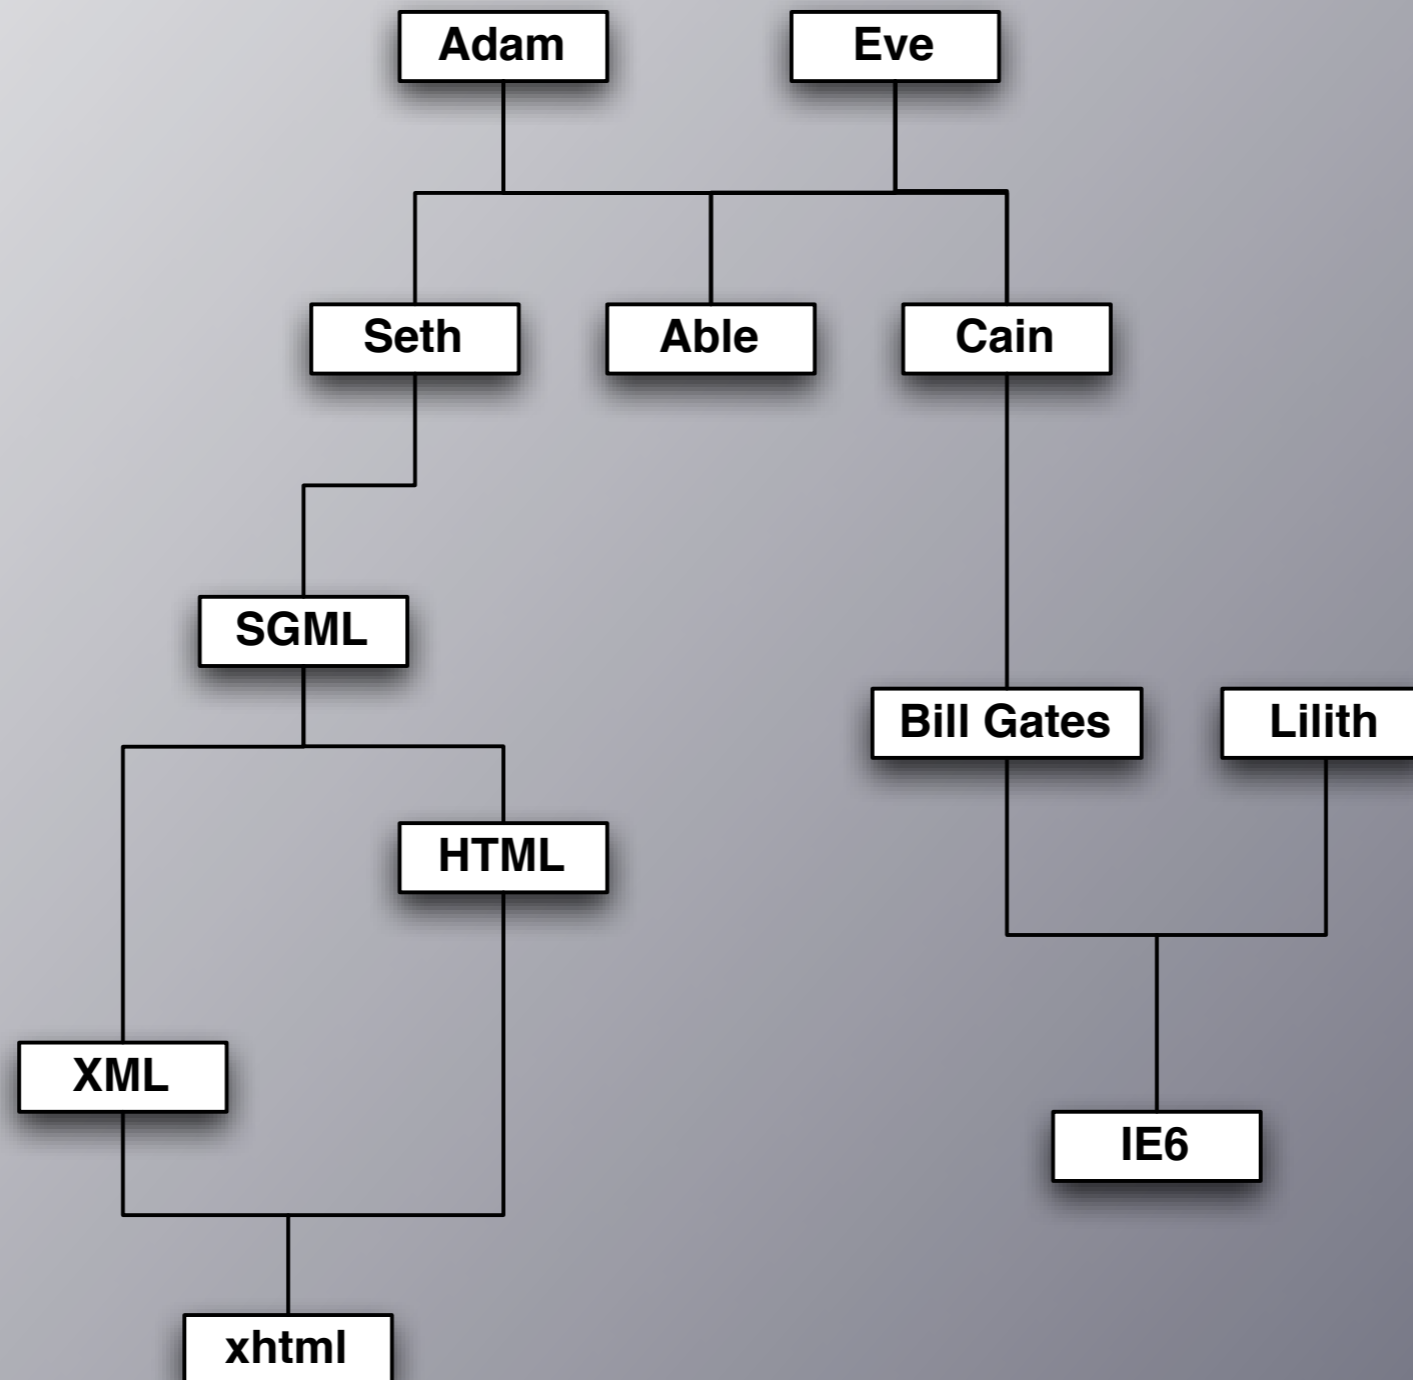 Adam
Eve
Seth
Able
Cain
SGML
Bill Gates
Lilith
HTML
XML
IE6
xhtml